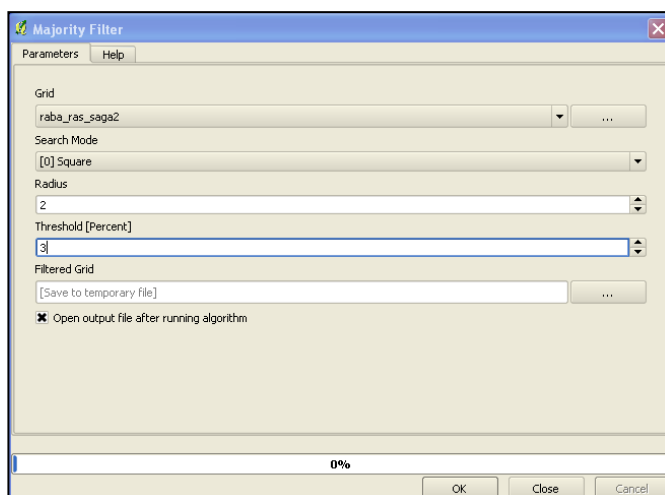 Majority Filter
Parameters Help
Grid
raba_ras_saga2
...
Search Mode
[0] Square
Radius
2
Threshold [Percent]
3
Filtered Grid
[Save to temporary file]
...
Open output file after running algorithm
0%
OK Close Cancel